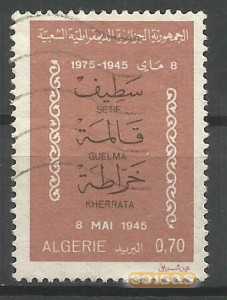 الجمهورية الجزائرية الديمقراطية الشعبية
1975-1945 8 ماي
سطيف
SETIF
قالمة
GUELMA
خراطة
KHERRATA
8 MAI 1945
ALGERIE البريد 0,70